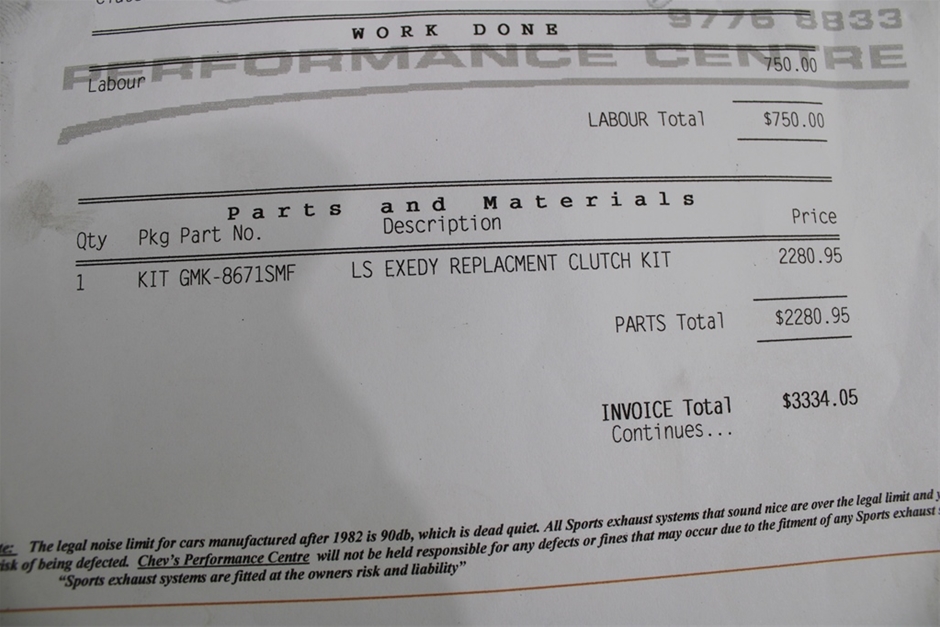 WORK DONE
9776 8833
PERFORMANCE CENTRE
Labour 750.00
LABOUR Total $750.00
Parts and Materials
Qty Pkg Part No. Description Price
1 KIT GMK-8671SMF LS EXEDY REPLACMENT CLUTCH KIT 2280.95
PARTS Total $2280.95
INVOICE Total $3334.05
Continues...
The legal noise limit for cars manufactured after 1982 is 90db, which is dead quiet. All Sports exhaust systems that sound nice are over the legal limit and
of being defected. Chev's Performance Centre will not be held responsible for any defects or fines that may occur due to the fitment of any Sports exhaust
"Sports exhaust systems are fitted at the owners risk and liability"